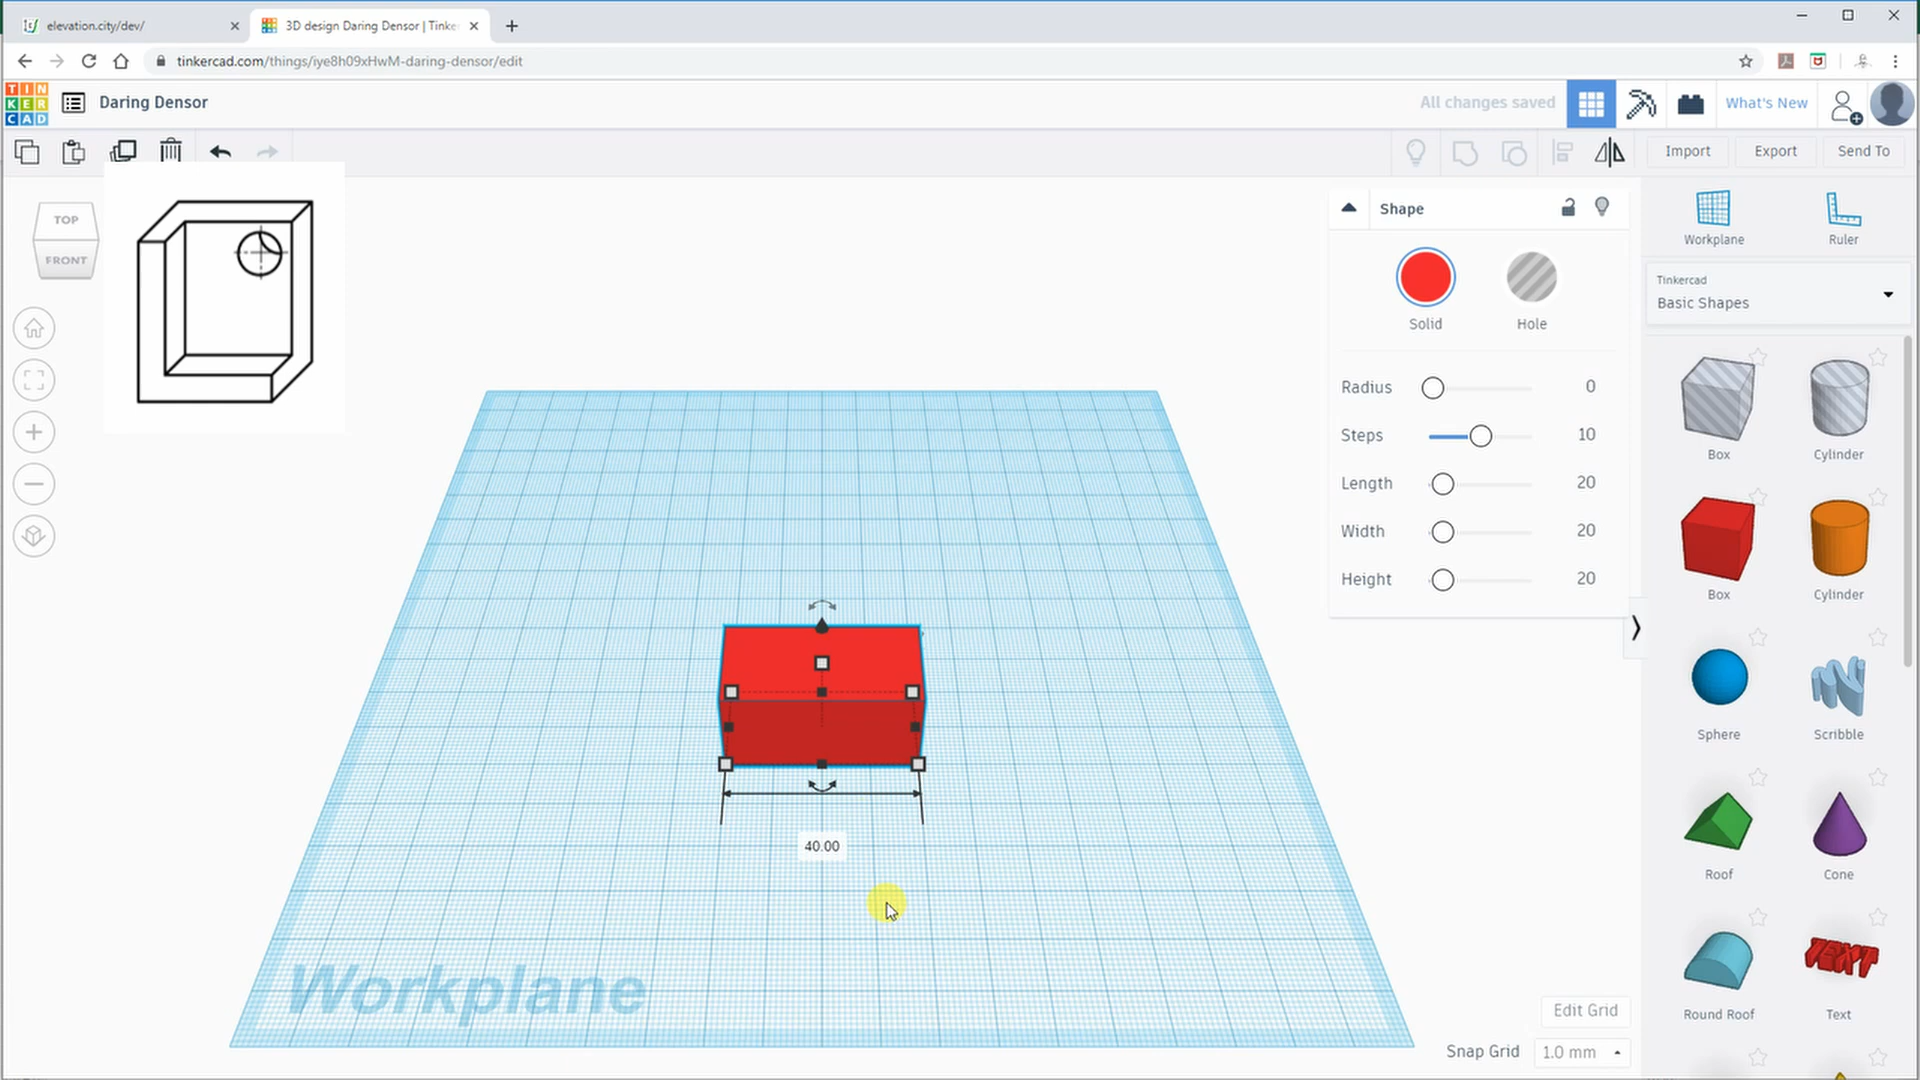 elevation.city/dev/
3D design Daring Densor | Tinke
tinkercad.com/things/iye8h09xHwM-daring-densor/edit
TIN
KER
CAD
Daring Densor
All changes saved
What's New
Import
Export
Send To
TOP
FRONT
Shape
Solid
Hole
Radius 0
Steps 10
Length 20
Width 20
Height 20
Workplane
Ruler
Tinkercad
Basic Shapes
Box
Cylinder
Box
Cylinder
Sphere
Scribble
Roof
Cone
TEXT
Round Roof
Text
40.00
Workplane
Edit Grid
Snap Grid 1.0 mm